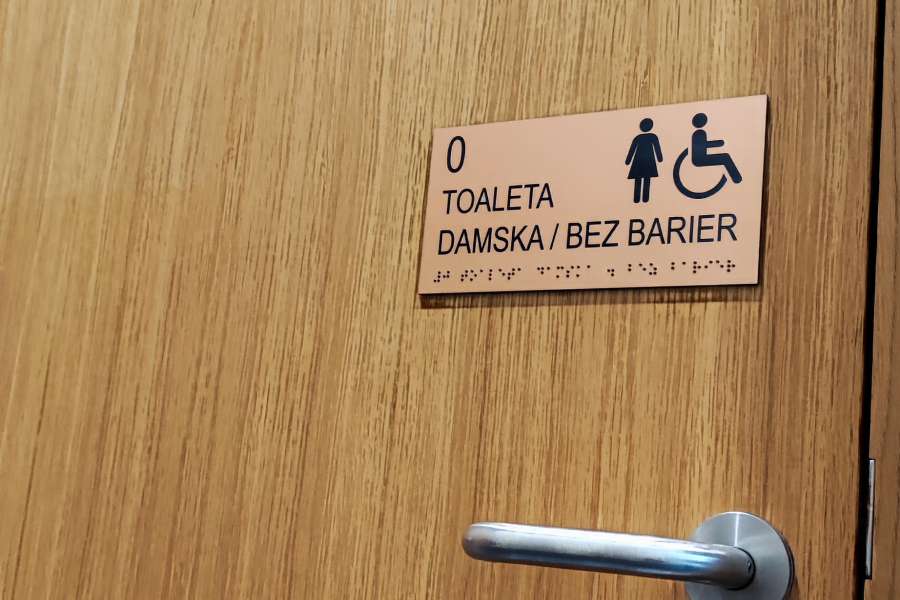 0
TOALETA
DAMSKA / BEZ BARIER